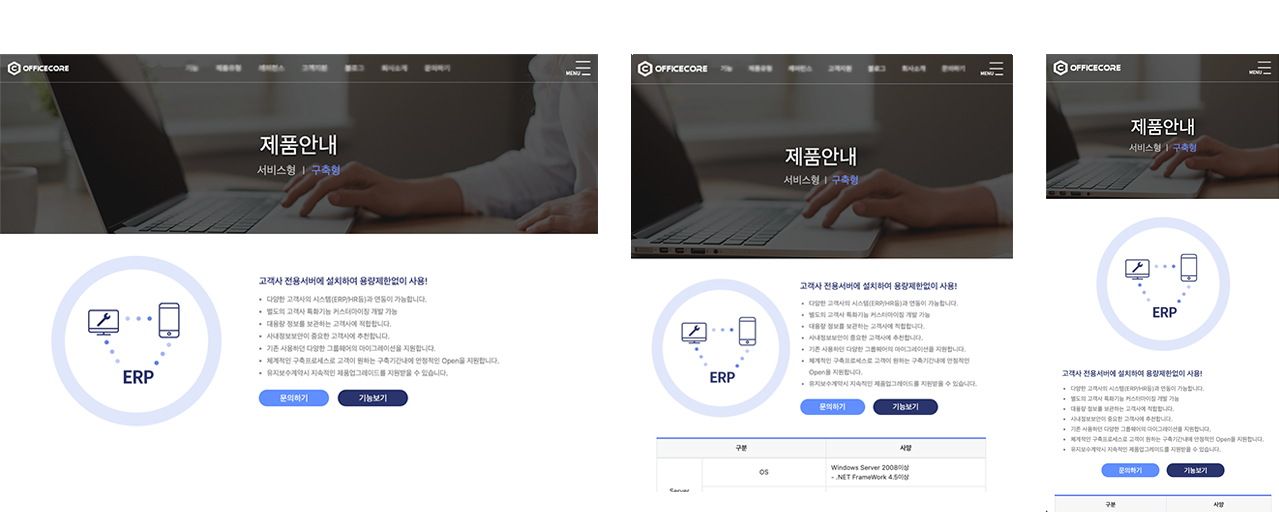 OFFICECORE
기능 제품유형 레퍼런스 고객지원 블로그 회사소개 문의하기
MENU
제품안내
서비스형 | 구축형
ERP
고객사 전용서버에 설치하여 용량제한없이 사용!
• 다양한 고객사의 시스템(ERP/HR등)과 연동이 가능합니다.
• 별도의 고객사 특화기능 커스터마이징 개발 가능
• 대용량 정보를 보관하는 고객사에 적합합니다.
• 사내정보보안이 중요한 고객사에 추천합니다.
• 기존 사용하던 다양한 그룹웨어의 마이그레이션을 지원합니다.
• 체계적인 구축프로세스로 고객이 원하는 구축기간내에 안정적인 Open을 지원합니다.
• 유지보수계약시 지속적인 제품업그레이드를 지원받을 수 있습니다.
문의하기 기능보기
OFFICECORE
기능 제품유형 레퍼런스 고객지원 블로그 회사소개 문의하기
MENU
제품안내
서비스형 | 구축형
ERP
고객사 전용서버에 설치하여 용량제한없이 사용!
• 다양한 고객사의 시스템(ERP/HR등)과 연동이 가능합니다.
• 별도의 고객사 특화기능 커스터마이징 개발 가능
• 대용량 정보를 보관하는 고객사에 적합합니다.
• 사내정보보안이 중요한 고객사에 추천합니다.
• 기존 사용하던 다양한 그룹웨어의 마이그레이션을 지원합니다.
• 체계적인 구축프로세스로 고객이 원하는 구축기간내에 안정적인
Open을 지원합니다.
• 유지보수계약시 지속적인 제품업그레이드를 지원받을 수 있습니다.
문의하기 기능보기
구분 사양
Server
OS
Windows Server 2008이상
- .NET FrameWork 4.5이상
OFFICECORE
MENU
제품안내
서비스형 | 구축형
ERP
고객사 전용서버에 설치하여 용량제한없이 사용!
• 다양한 고객사의 시스템(ERP/HR등)과 연동이 가능합니다.
• 별도의 고객사 특화기능 커스터마이징 개발 가능
• 대용량 정보를 보관하는 고객사에 적합합니다.
• 사내정보보안이 중요한 고객사에 추천합니다.
• 기존 사용하던 다양한 그룹웨어의 마이그레이션을 지원합니다.
• 체계적인 구축프로세스로 고객이 원하는 구축기간내에 안정적인 Open을 지원합니다.
• 유지보수계약시 지속적인 제품업그레이드를 지원받을 수 있습니다.
문의하기 기능보기
구분 사양